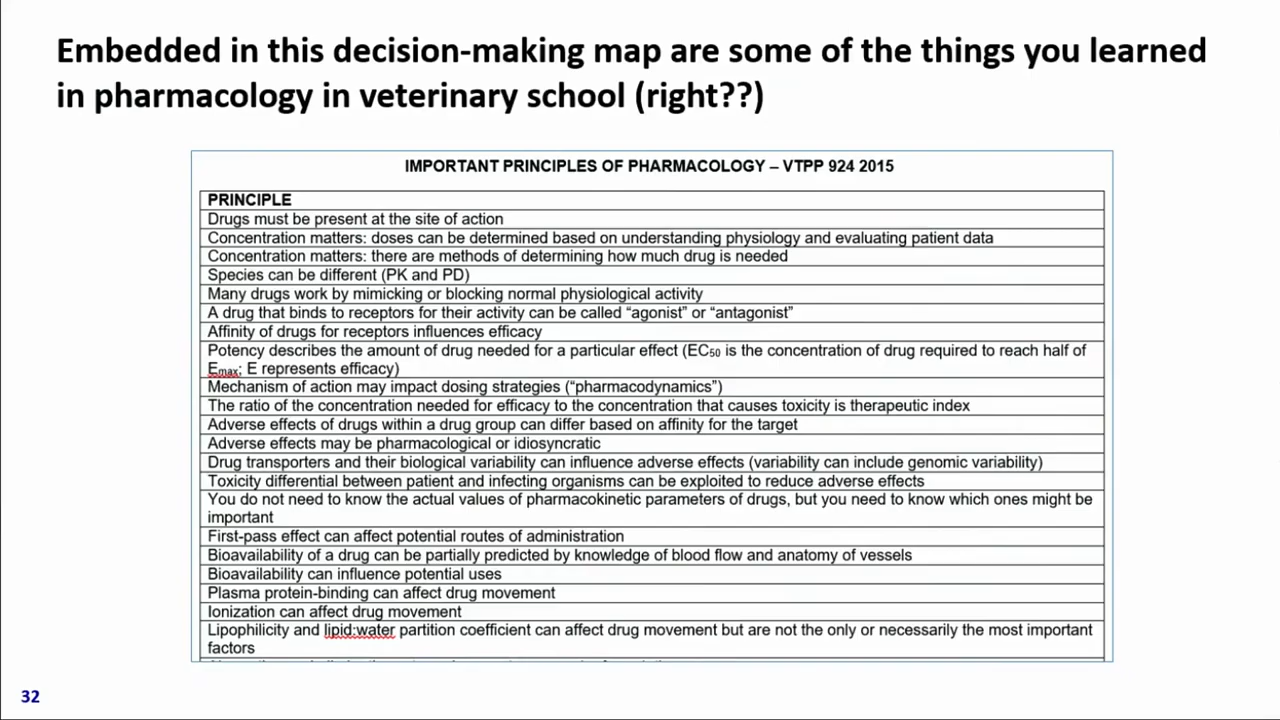 Embedded in this decision-making map are some of the things you learned
in pharmacology in veterinary school (right??)
IMPORTANT PRINCIPLES OF PHARMACOLOGY – VTPP 924 2015
PRINCIPLE
Drugs must be present at the site of action
Concentration matters: doses can be determined based on understanding physiology and evaluating patient data
Concentration matters: there are methods of determining how much drug is needed
Species can be different (PK and PD)
Many drugs work by mimicking or blocking normal physiological activity
A drug that binds to receptors for their activity can be called “agonist” or “antagonist”
Affinity of drugs for receptors influences efficacy
Potency describes the amount of drug needed for a particular effect (EC50 is the concentration of drug required to reach half of
Emax; E represents efficacy)
Mechanism of action may impact dosing strategies (“pharmacodynamics”)
The ratio of the concentration needed for efficacy to the concentration that causes toxicity is therapeutic index
Adverse effects of drugs within a drug group can differ based on affinity for the target
Adverse effects may be pharmacological or idiosyncratic
Drug transporters and their biological variability can influence adverse effects (variability can include genomic variability)
Toxicity differential between patient and infecting organisms can be exploited to reduce adverse effects
You do not need to know the actual values of pharmacokinetic parameters of drugs, but you need to know which ones might be
important
First-pass effect can affect potential routes of administration
Bioavailability of a drug can be partially predicted by knowledge of blood flow and anatomy of vessels
Bioavailability can influence potential uses
Plasma protein-binding can affect drug movement
Ionization can affect drug movement
Lipophilicity and lipid:water partition coefficient can affect drug movement but are not the only or necessarily the most important
factors
32